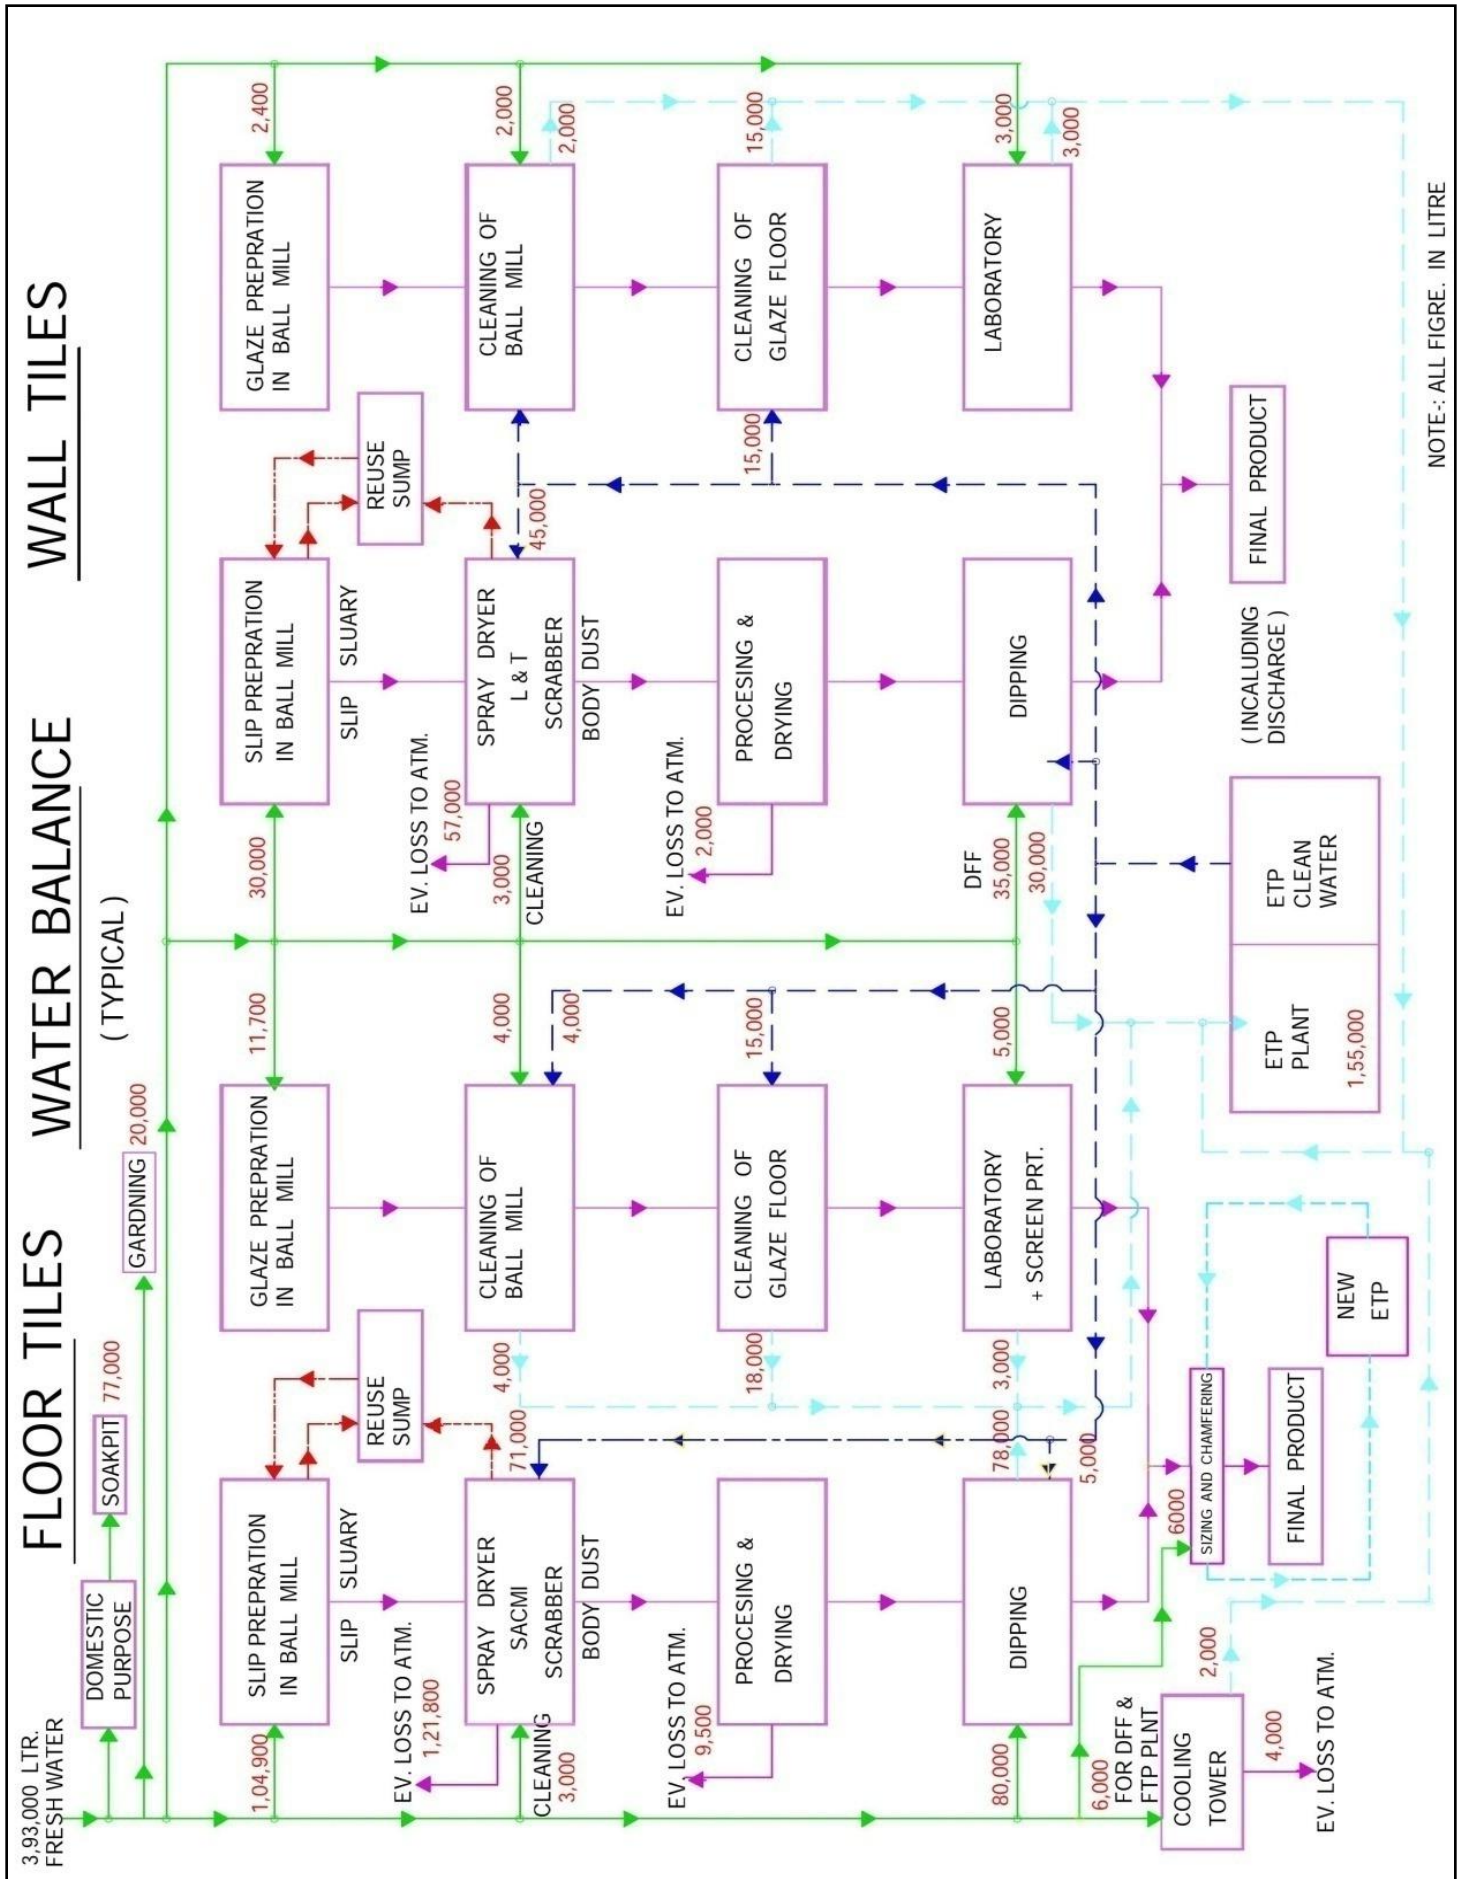 FLOOR TILES
WATER BALANCE
WALL TILES
( TYPICAL )
3,93,000 LTR.
FRESH WATER
DOMESTIC
PURPOSE
SOAKPIT
77,000
GARDNING
20,000
1,04,900
SLIP PREPRATION
IN BALL MILL
SLIP SLUARY
REUSE
SUMP
GLAZE PREPRATION
IN BALL MILL
11,700
30,000
SLIP PREPRATION
IN BALL MILL
SLIP SLUARY
REUSE
SUMP
GLAZE PREPRATION
IN BALL MILL
2,400
EV. LOSS TO ATM.
1,21,800
CLEANING
3,000
SPRAY DRYER
SACMI
SCRABBER
BODY DUST
71,000
4,000
CLEANING OF
BALL MILL
4,000
4,000
EV. LOSS TO ATM.
57,000
3,000
CLEANING
SPRAY DRYER
L & T
SCRABBER
BODY DUST
45,000
CLEANING OF
BALL MILL
2,000
2,000
EV. LOSS TO ATM.
9,500
PROCESING &
DRYING
18,000
CLEANING OF
GLAZE FLOOR
15,000
EV. LOSS TO ATM.
2,000
PROCESING &
DRYING
15,000
CLEANING OF
GLAZE FLOOR
15,000
80,000
DIPPING
78,000
5,000
3,000
LABORATORY
+ SCREEN PRT.
5,000
DFF
35,000
30,000
DIPPING
LABORATORY
3,000
3,000
6,000
FOR DFF &
FTP PLNT
COOLING
TOWER
2,000
4,000
EV. LOSS TO ATM.
6000
SIZING AND CHAMFERING
FINAL PRODUCT
NEW
ETP
ETP
PLANT
1,55,000
ETP
CLEAN
WATER
( INCALUDING
DISCHARGE )
FINAL PRODUCT
NOTE-: ALL FIGRE. IN LITRE